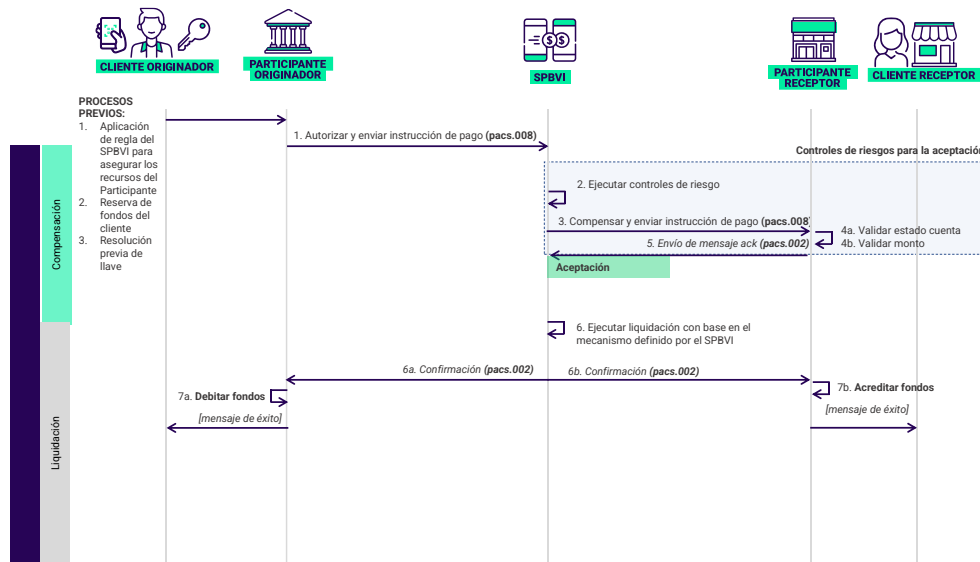 CLIENTE ORIGINADOR
PARTICIPANTE
ORIGINADOR
SPBVI
PARTICIPANTE
RECEPTOR
CLIENTE RECEPTOR
PROCESOS
PREVIOS:
1. Aplicación
de regla del
SPBVI para
asegurar los
recursos del
Participante
2. Reserva de
fondos del
cliente
3. Resolución
previa de
llave
1. Autorizar y enviar instrucción de pago (pacs.008)
Controles de riesgos para la aceptación
2. Ejecutar controles de riesgo
3. Compensar y enviar instrucción de pago (pacs.008)
4a. Validar estado cuenta
4b. Validar monto
5. Envío de mensaje ack (pacs.002)
Aceptación
Compensación
6. Ejecutar liquidación con base en el
mecanismo definido por el SPBVI
6a. Confirmación (pacs.002)
6b. Confirmación (pacs.002)
7a. Debitar fondos
7b. Acreditar fondos
[mensaje de éxito]
[mensaje de éxito]
Liquidación